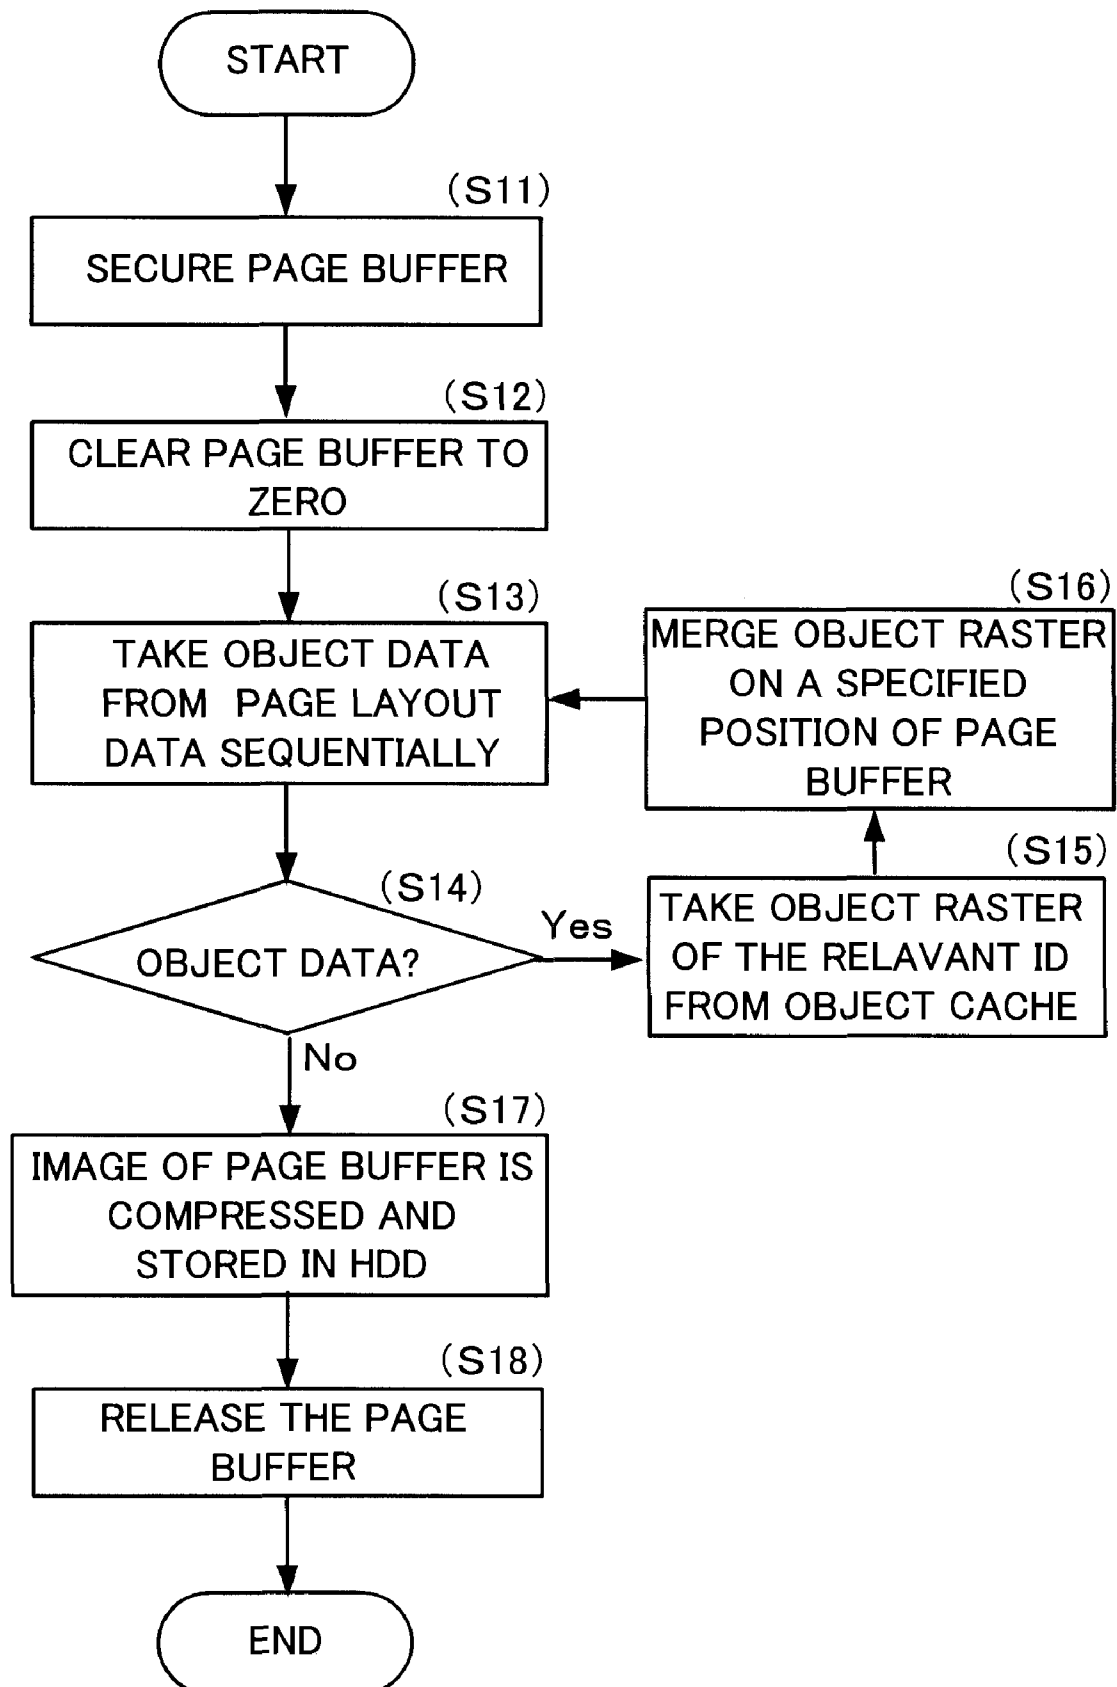 START
(S11)
SECURE PAGE BUFFER
(S12)
CLEAR PAGE BUFFER TO
ZERO
(S13)
TAKE OBJECT DATA
FROM PAGE LAYOUT
DATA SEQUENTIALLY
(S16)
MERGE OBJECT RASTER
ON A SPECIFIED
POSITION OF PAGE
BUFFER
(S14)
OBJECT DATA?
Yes
(S15)
TAKE OBJECT RASTER
OF THE RELAVANT ID
FROM OBJECT CACHE
No
(S17)
IMAGE OF PAGE BUFFER IS
COMPRESSED AND
STORED IN HDD
(S18)
RELEASE THE PAGE
BUFFER
END